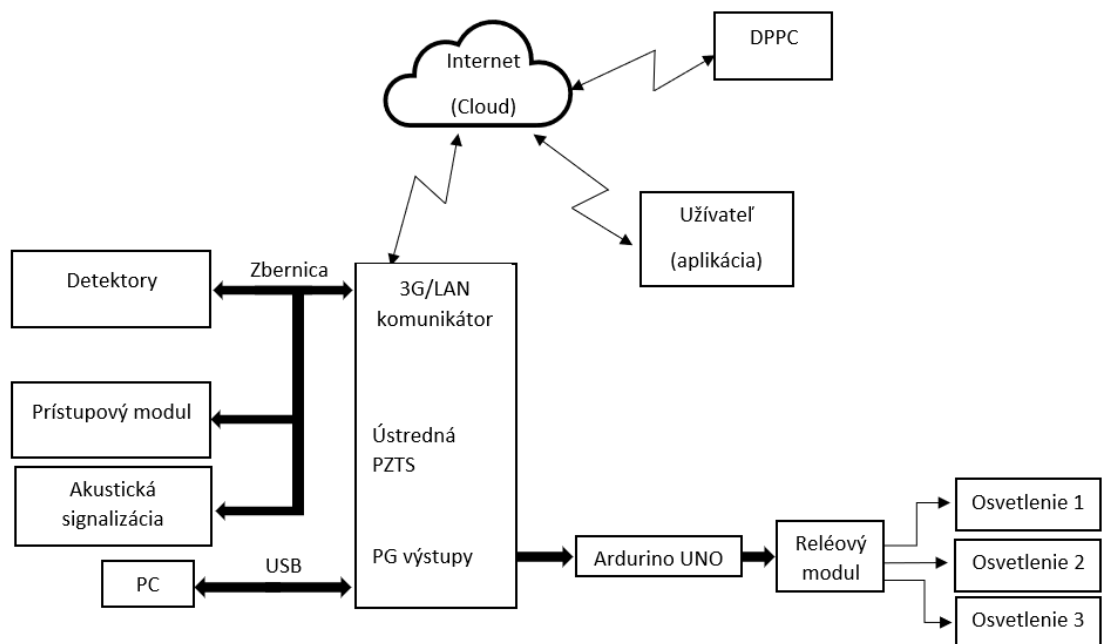 Internet
(Cloud)
DPPC
Užívateľ
(aplikácia)
Detektory
Zbernica
3G/LAN
komunikátor
Prístupový modul
Ústredná
PZTS
Akustická
signalizácia
PG výstupy
USB
PC
Ardurino UNO
Reléový
modul
Osvetlenie 1
Osvetlenie 2
Osvetlenie 3